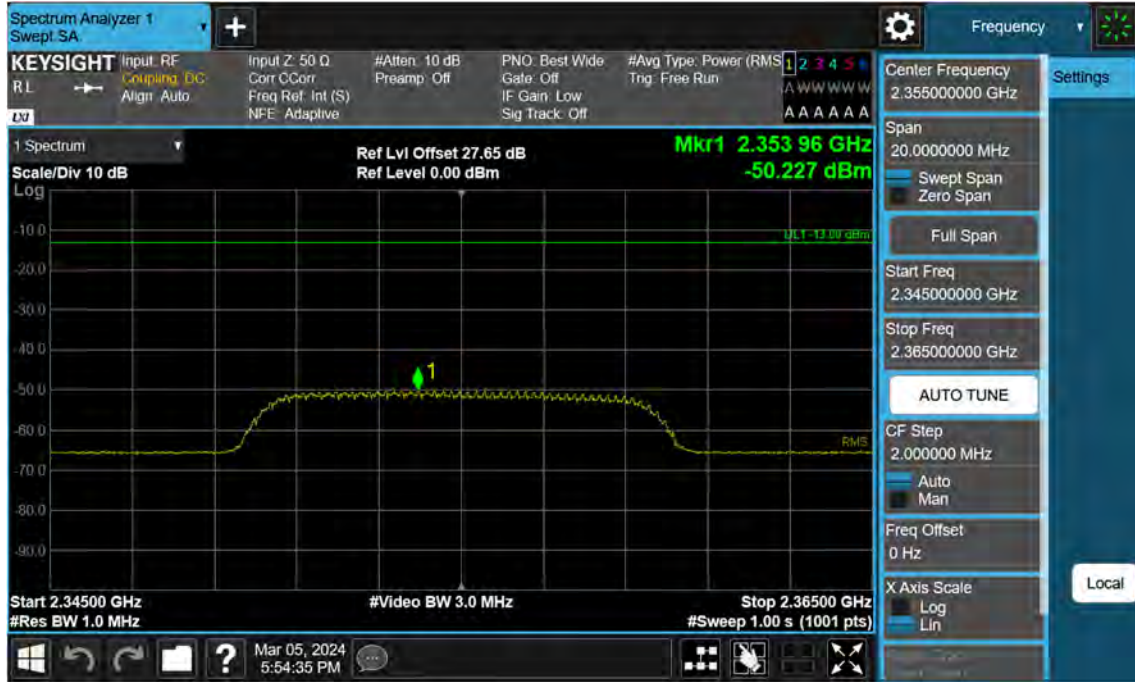 Spectrum Analyzer 1
Swept SA
+
Frequency
KEYSIGHT
RL
LXI
Input: RF
Coupling: DC
Align: Auto
Input Z: 50 Ω
Corr CCorr
Freq Ref: Int (S)
NFE: Adaptive
#Atten: 10 dB
Preamp: Off
PNO: Best Wide
Gate: Off
IF Gain: Low
Sig Track: Off
#Avg Type: Power (RMS
Trig: Free Run
1 2 3 4 5 6
A W W W W W
A A A A A A
1 Spectrum
Scale/Div 10 dB
Log
Ref Lvl Offset 27.65 dB
Ref Level 0.00 dBm
Mkr1 2.353 96 GHz
-50.227 dBm
-10.0
DL1 -13.00 dBm
-20.0
-30.0
-40.0
1
-50.0
-60.0
RMS
-70.0
-80.0
-90.0
Start 2.34500 GHz
#Res BW 1.0 MHz
#Video BW 3.0 MHz
Stop 2.36500 GHz
#Sweep 1.00 s (1001 pts)
Center Frequency
2.355000000 GHz
Settings
Span
20.0000000 MHz
Swept Span
Zero Span
Full Span
Start Freq
2.345000000 GHz
Stop Freq
2.365000000 GHz
AUTO TUNE
CF Step
2.000000 MHz
Auto
Man
Freq Offset
0 Hz
X Axis Scale
Log
Lin
Local
?
Mar 05, 2024
5:54:35 PM